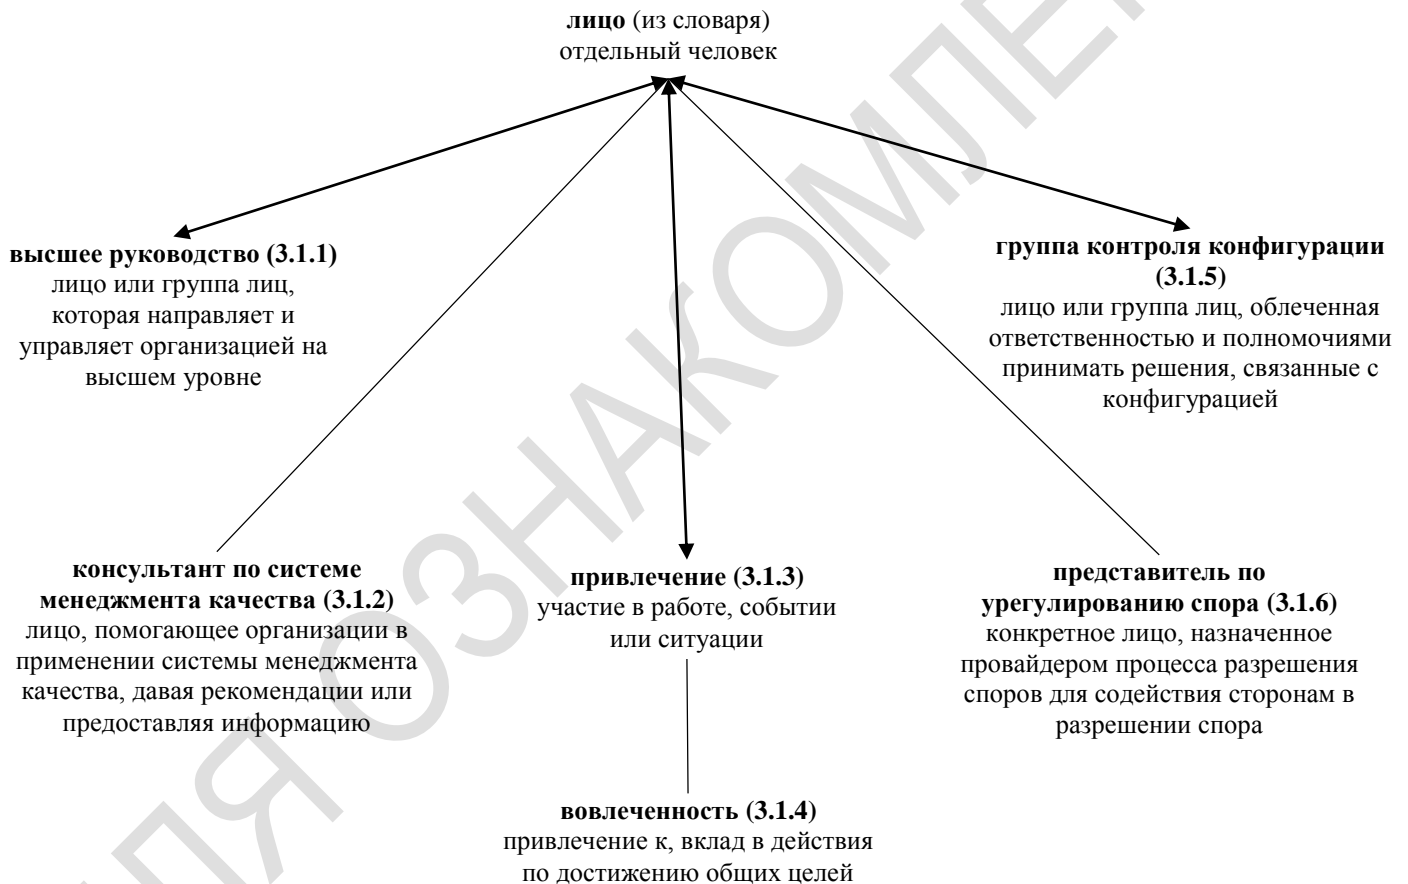 лицо (из словаря)
отдельный человек
высшее руководство (3.1.1)
лицо или группа лиц,
которая направляет и
управляет организацией на
высшем уровне
группа контроля конфигурации
(3.1.5)
лицо или группа лиц, облеченная
ответственностью и полномочиями
принимать решения, связанные с
конфигурацией
консультант по системе
менеджмента качества (3.1.2)
лицо, помогающее организации в
применении системы менеджмента
качества, давая рекомендации или
предоставляя информацию
привлечение (3.1.3)
участие в работе, событии
или ситуации
представитель по
урегулированию спора (3.1.6)
конкретное лицо, назначенное
провайдером процесса разрешения
споров для содействия сторонам в
разрешении спора
вовлеченность (3.1.4)
привлечение к, вклад в действия
по достижению общих целей
ЛЯ ОЗНАКОМЛЕ